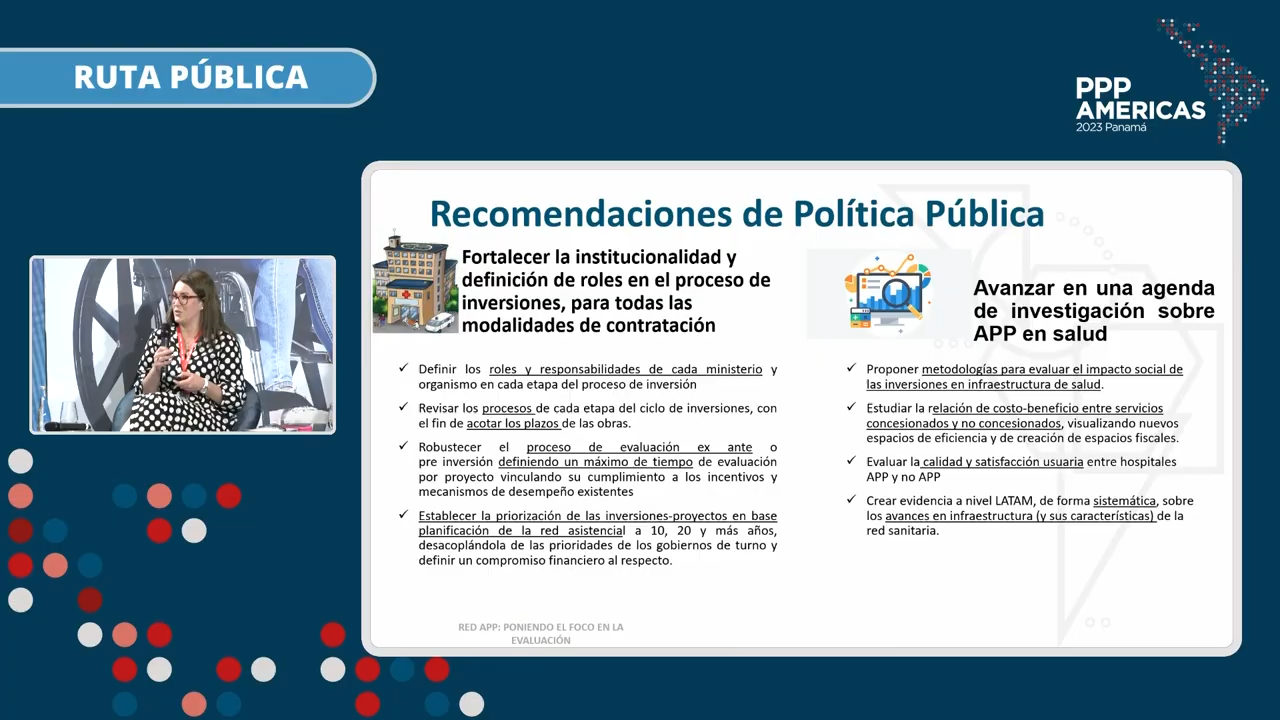 RUTA PÚBLICA
PPP
AMERICAS
2023 Panamá
Recomendaciones de Política Pública
Fortalecer la institucionalidad y
definición de roles en el proceso de
inversiones, para todas las
modalidades de contratación
✓ Definir los roles y responsabilidades de cada ministerio y
organismo en cada etapa del proceso de inversión
✓ Revisar los procesos de cada etapa del ciclo de inversiones, con
el fin de acotar los plazos de las obras.
✓ Robustecer el proceso de evaluación ex ante o
pre inversión definiendo un máximo de tiempo de evaluación
por proyecto vinculando su cumplimiento a los incentivos y
mecanismos de desempeño existentes
✓ Establecer la priorización de las inversiones-proyectos en base
planificación de la red asistencial a 10, 20 y más años,
desacoplándola de las prioridades de los gobiernos de turno y
definir un compromiso financiero al respecto.
Avanzar en una agenda
de investigación sobre
APP en salud
✓ Proponer metodologías para evaluar el impacto social de
las inversiones en infraestructura de salud.
✓ Estudiar la relación de costo-beneficio entre servicios
concesionados y no concesionados, visualizando nuevos
espacios de eficiencia y de creación de espacios fiscales.
✓ Evaluar la calidad y satisfacción usuaria entre hospitales
APP y no APP
✓ Crear evidencia a nivel LATAM, de forma sistemática, sobre
los avances en infraestructura (y sus características) de la
red sanitaria.
RED APP: PONIENDO EL FOCO EN LA
EVALUACIÓN